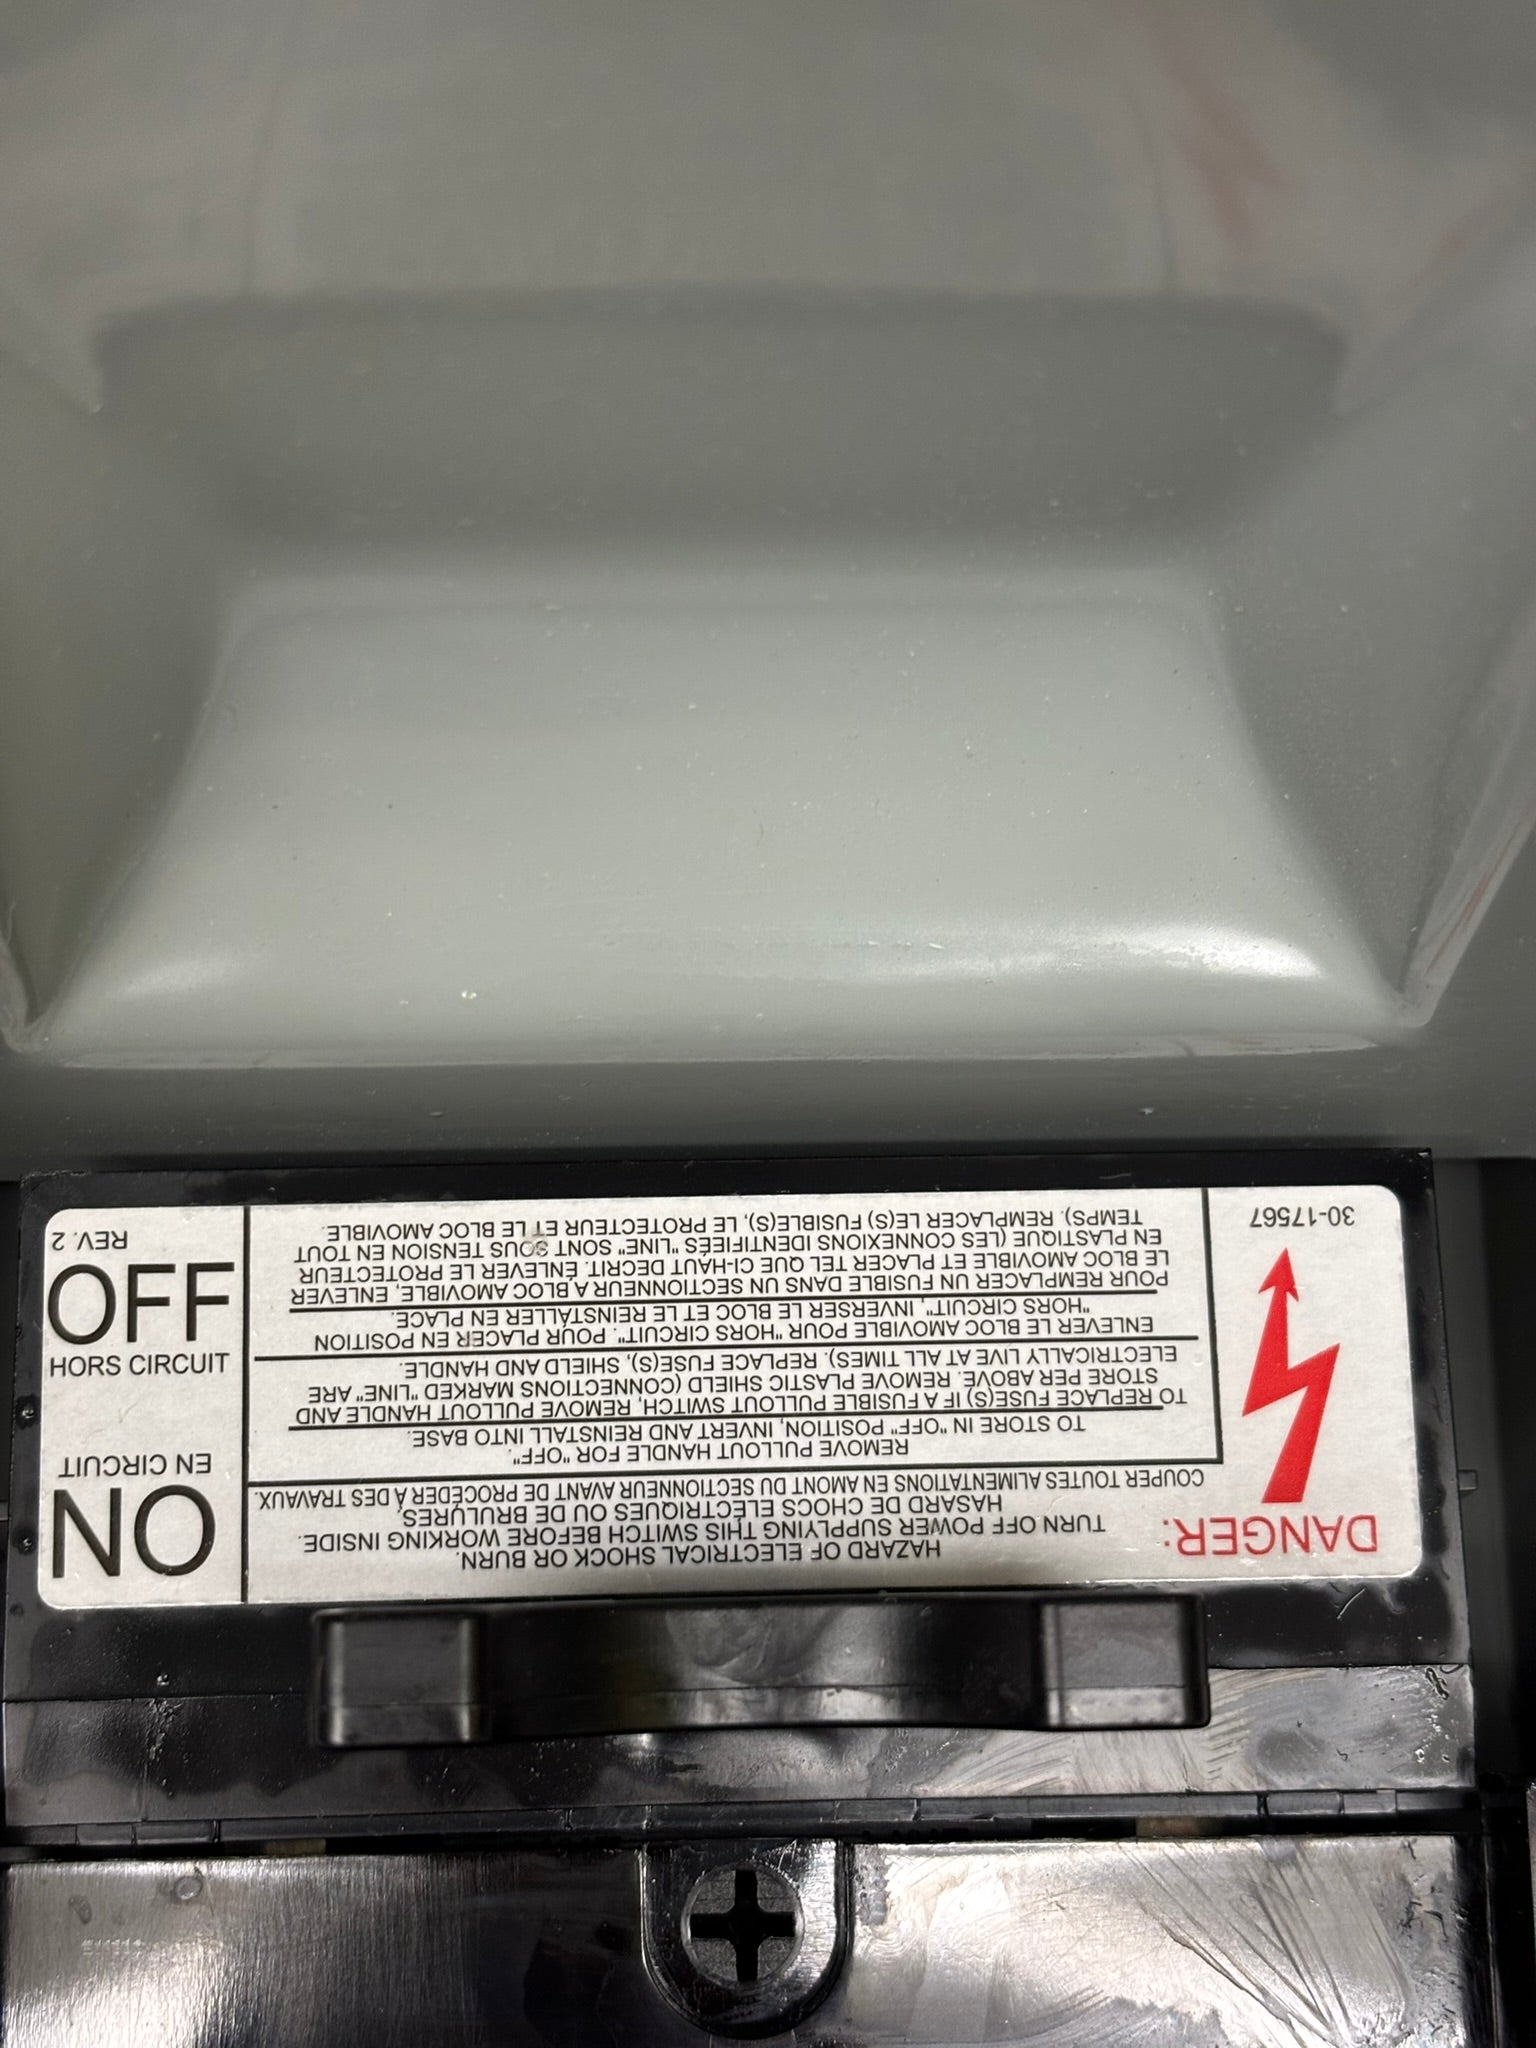 DANGER:
HAZARD OF ELECTRICAL SHOCK OR BURN.
TURN OFF POWER SUPPLYING THIS SWITCH BEFORE WORKING INSIDE.
HASARD DE CHOCS ÉLECTRIQUES OU DE BRULURES,
COUPER TOUTES ALIMENTATIONS EN AMONT DU SECTIONNEUR AVANT DE PROCÉDER À DES TRAVAUX.
REMOVE PULLOUT HANDLE FOR "OFF".
TO STORE IN "OFF" POSITION, INVERT AND REINSTALL INTO BASE.
TO REPLACE FUSE(S) IF A FUSIBLE PULLOUT SWITCH, REMOVE PULLOUT HANDLE AND
STORE PER ABOVE. REMOVE PLASTIC SHIELD (CONNECTIONS MARKED "LINE" ARE
ELECTRICALLY LIVE AT ALL TIMES). REPLACE FUSE(S), SHIELD AND HANDLE.
ENLEVER LE BLOC AMOVIBLE POUR "HORS CIRCUIT". POUR PLACER EN POSITION
"HORS CIRCUIT", INVERSER LE BLOC ET LE REINSTÁLLER EN PLACE.
POUR REMPLACER UN FUSIBLE DANS UN SECTIONNEUR A BLOC AMOVIBLE, ENLEVER
LE BLOC AMOVIBLE ET PLACER TEL QUE CI-HAUT DECRIT. ÉNLEVER LE PROTECTEUR
EN PLASTIQUE (LES CONNEXIONS IDENTIFIÉES "LINE" SONT SOUS TENSION EN TOUT
TEMPS). REMPLACER LE(S) FUSIBLE(S), LE PROTECTEUR ET LE BLOC AMOVIBLE.
30-17567
ON
EN CIRCUIT
HORS CIRCUIT
OFF
REV. 2